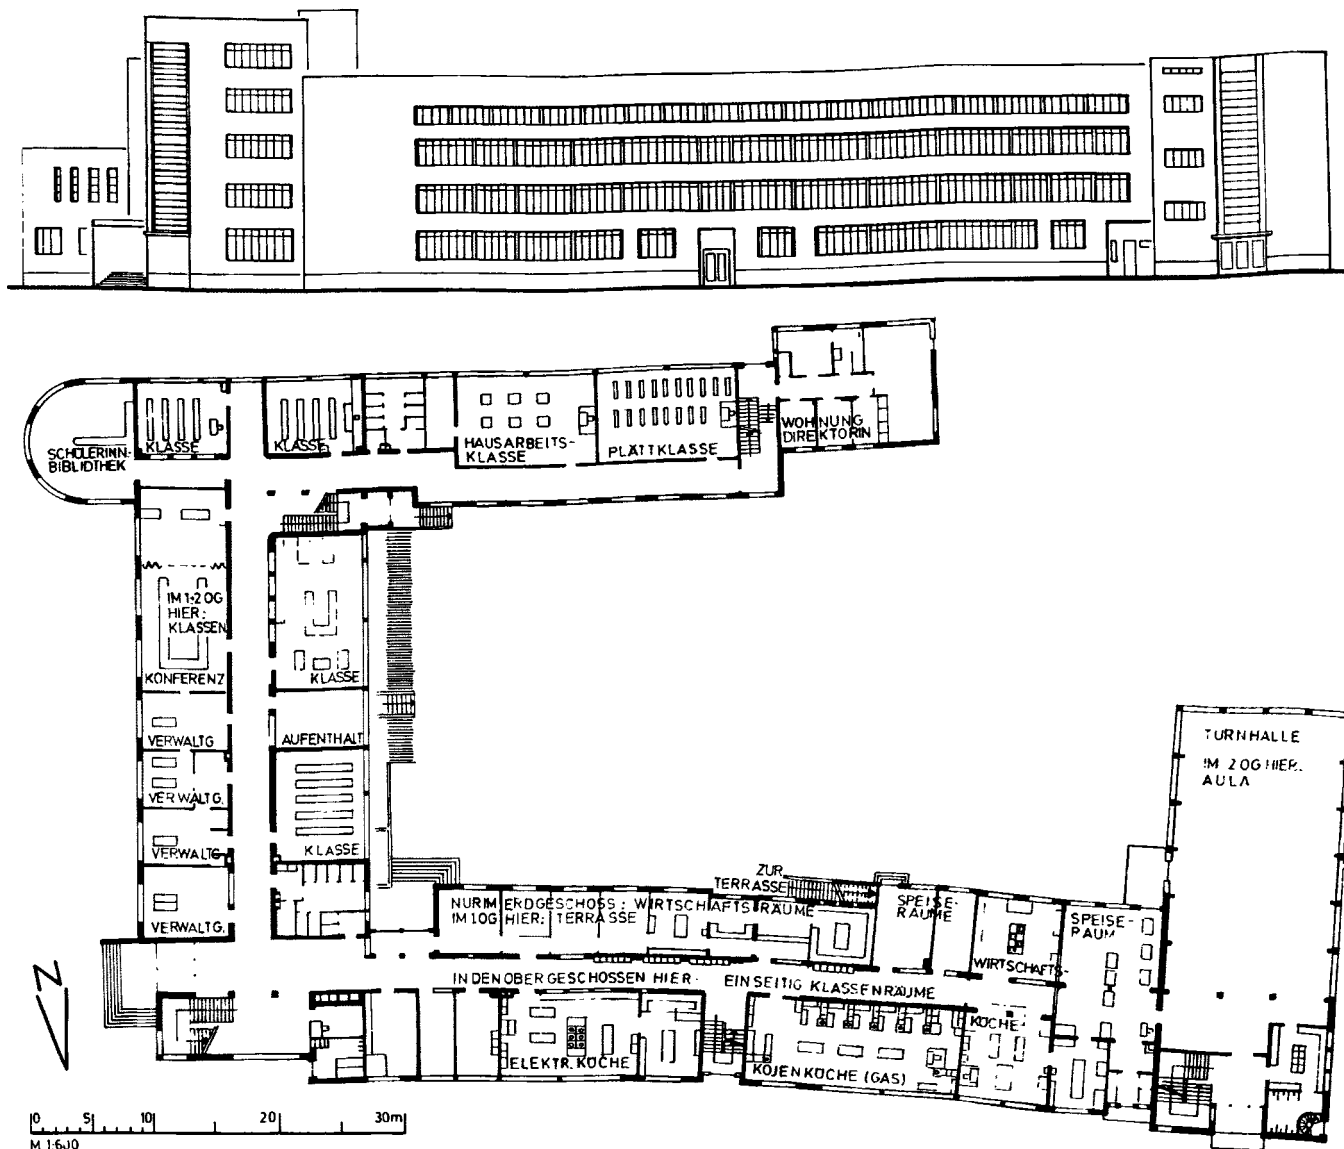 WOHNUNG
DIREKTORIN
SCHÜLERINN-
BIBLIOTHEK
KLASSE
KLASSE
HAUSARBEITS-
KLASSE
PLÄTTKLASSE
IM 1+2 OG
HIER:
KLASSEN
KONFERENZ
KLASSE
VERWALTG
AUFENTHALT
VERWALTG.
VERWALTG
KLASSE
VERWALTG.
TURNHALLE
IM 2 OG HIER:
AULA
ZUR
TERRASSE
NUR IM ERDGESCHOSS: WIRTSCHAFTSRÄUME
IM 1.OG HIER: TERRASSE
SPEISE-
RÄUME
SPEISE-
RAUM
WIRTSCHAFTS-
KÜCHE
IN DEN OBERGESCHOSSEN HIER- EINSEITIG KLASSENRÄUME
ELEKTR. KÜCHE
KOJENKÜCHE (GAS)
N
0 5 10 20 30m
M 1:600